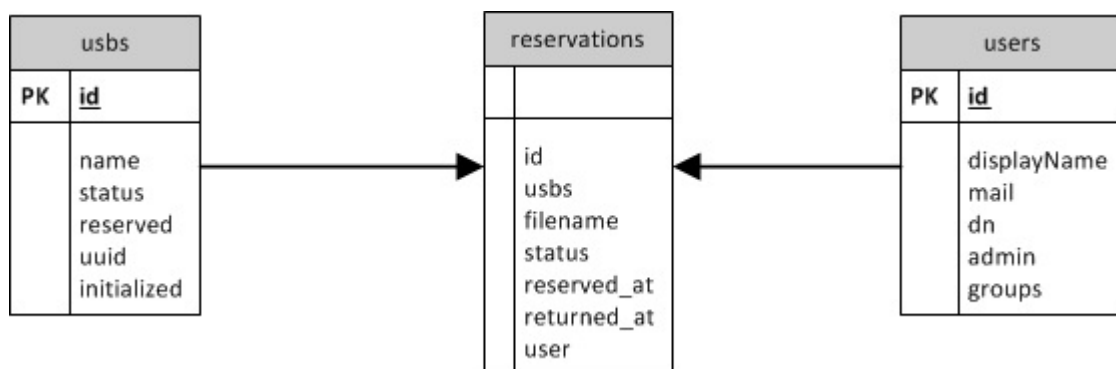 usbs
PK id
name
status
reserved
uuid
initialized
reservations
id
usbs
filename
status
reserved_at
returned_at
user
users
PK id
displayName
mail
dn
admin
groups